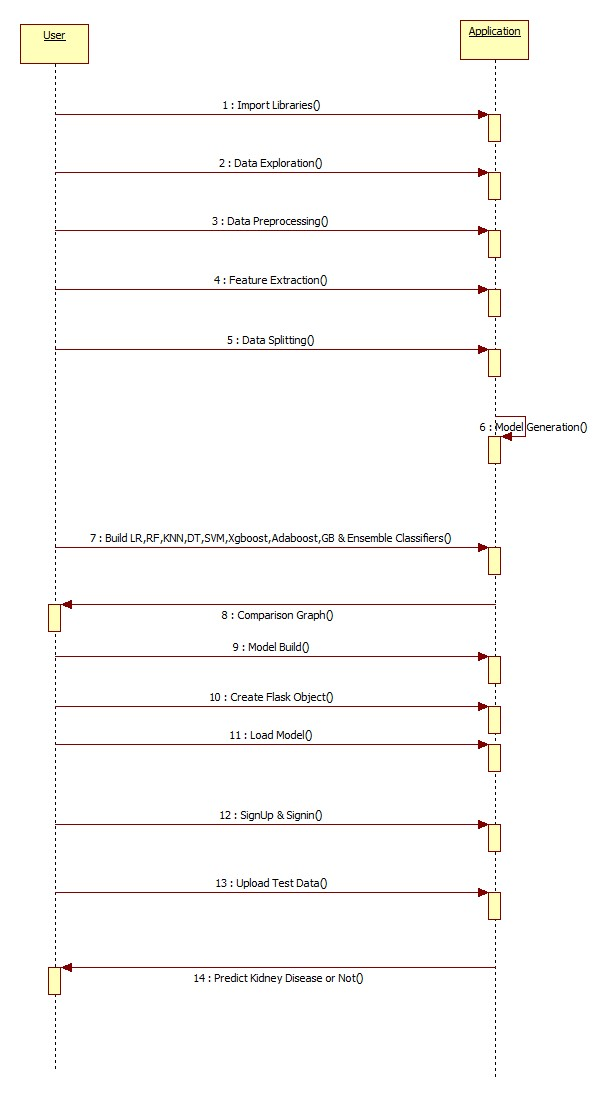 User
Application
1 : Import Libraries()
2 : Data Exploration()
3 : Data Preprocessing()
4 : Feature Extraction()
5 : Data Splitting()
6 : Model Generation()
7 : Build LR,RF,KNN,DT,SVM,Xgboost,Adaboost,GB & Ensemble Classifiers()
8 : Comparison Graph()
9 : Model Build()
10 : Create Flask Object()
11 : Load Model()
12 : SignUp & Signin()
13 : Upload Test Data()
14 : Predict Kidney Disease or Not()